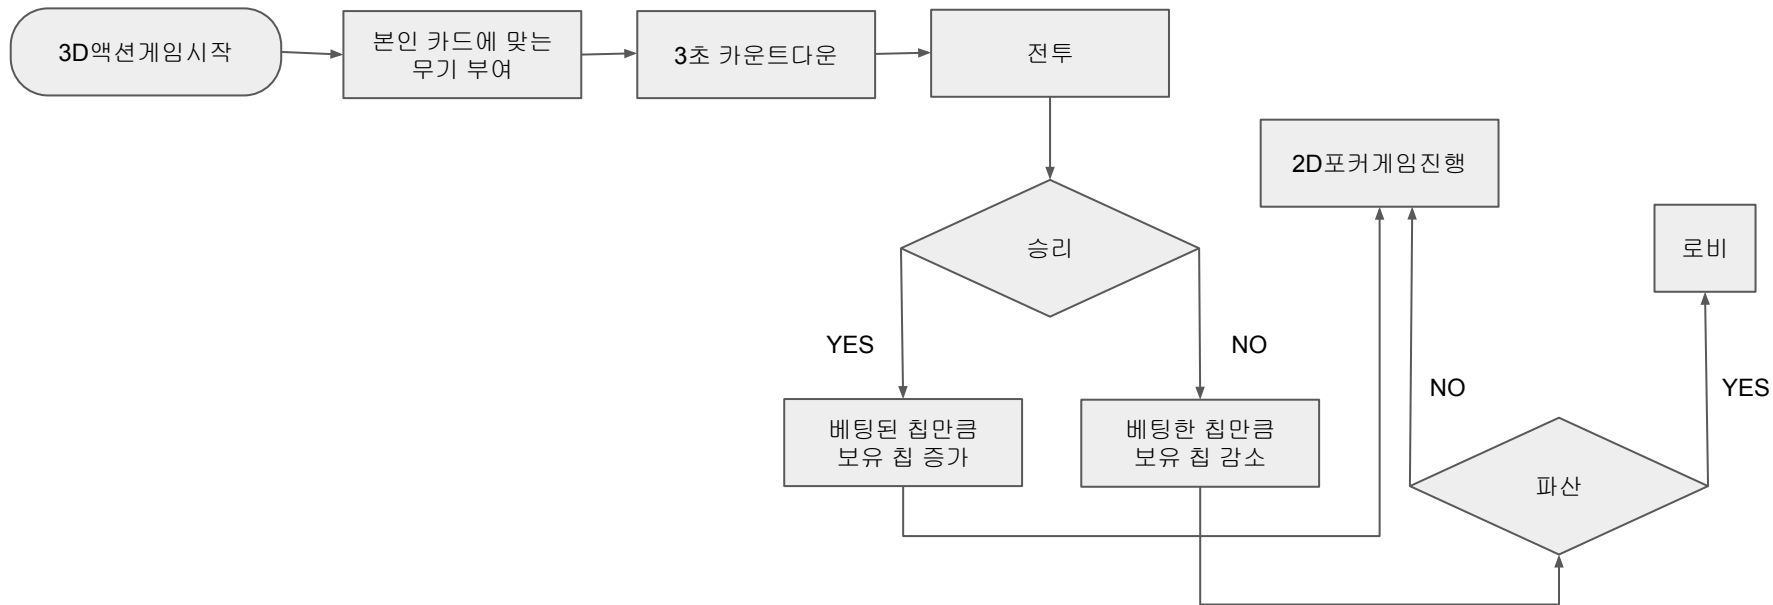 3D액션게임시작
본인 카드에 맞는
무기 부여
3초 카운트다운
전투
2D포커게임진행
승리
로비
YES
NO
NO
YES
베팅된 칩만큼
보유 칩 증가
베팅한 칩만큼
보유 칩 감소
파산